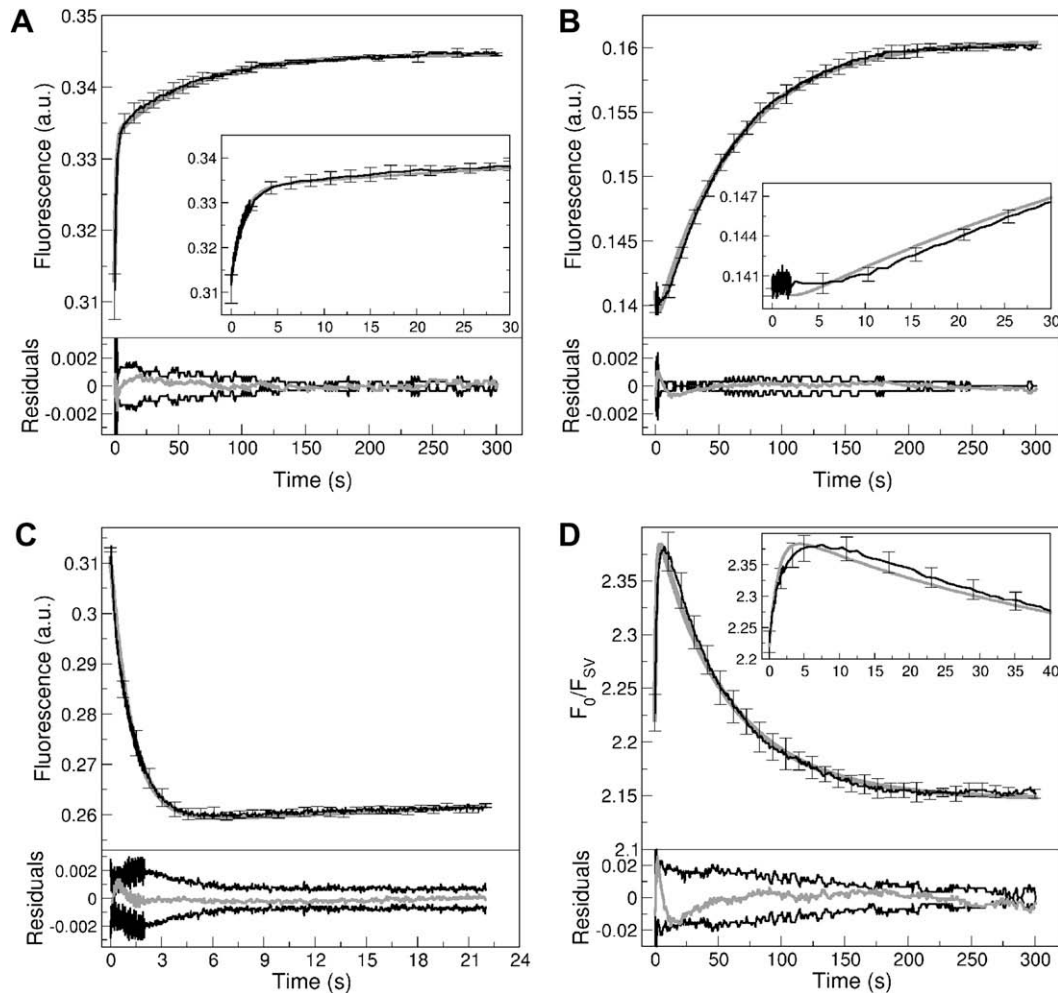 A
Fluorescence (a.u.)
0.35
0.34
0.33
0.32
0.31
0.34
0.33
0.32
0.31
0 5 10 15 20 25 30
Residuals
0.002
0
-0.002
0 50 100 150 200 250 300
Time (s)
B
Fluorescence (a.u.)
0.16
0.155
0.15
0.145
0.14
0.147
0.144
0.141
0 5 10 15 20 25 30
Residuals
0.002
0
-0.002
0 50 100 150 200 250 300
Time (s)
C
Fluorescence (a.u.)
0.31
0.3
0.29
0.28
0.27
0.26
Residuals
0.002
0
-0.002
0 3 6 9 12 15 18 21 24
Time (s)
D
F0/FSV
2.35
2.3
2.25
2.2
2.15
2.1
2.35
2.3
2.25
2.2
0 5 10 15 20 25 30 35 40
Residuals
0.02
0
-0.02
0 50 100 150 200 250 300
Time (s)